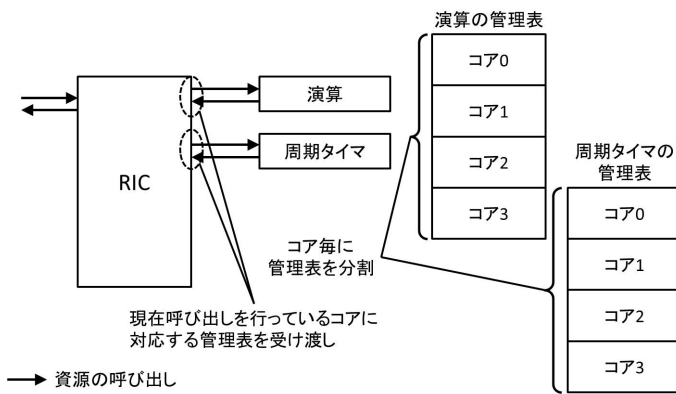 演算の管理表
コア0
コア1
コア2
コア3
演算
周期タイマ
RIC
周期タイマの
管理表
コア0
コア1
コア2
コア3
コア毎に
管理表を分割
現在呼び出しを行っているコアに
対応する管理表を受け渡し
資源の呼び出し